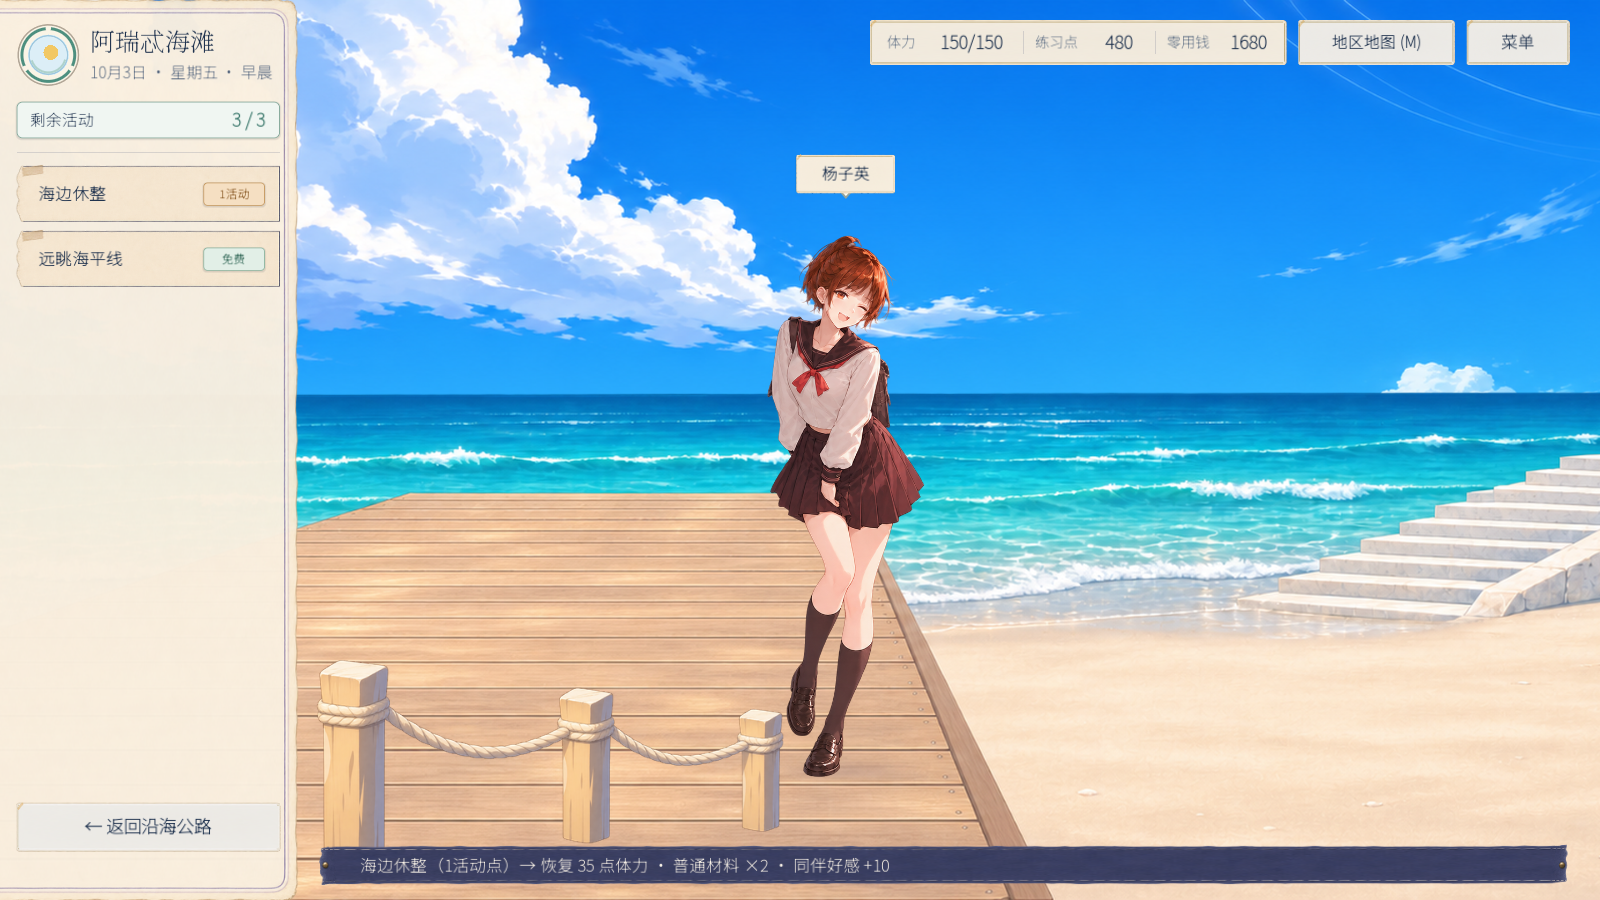 阿瑞忒海滩
10月3日 · 星期五 · 早晨
剩余活动 3 / 3
海边休整 1活动
远眺海平线 免费
← 返回沿海公路
体力 150/150 练习点 480 零用钱 1680
地区地图 (M)
菜单
杨子英
海边休整（1活动点）→ 恢复 35 点体力 · 普通材料 ×2 · 同伴好感 +10